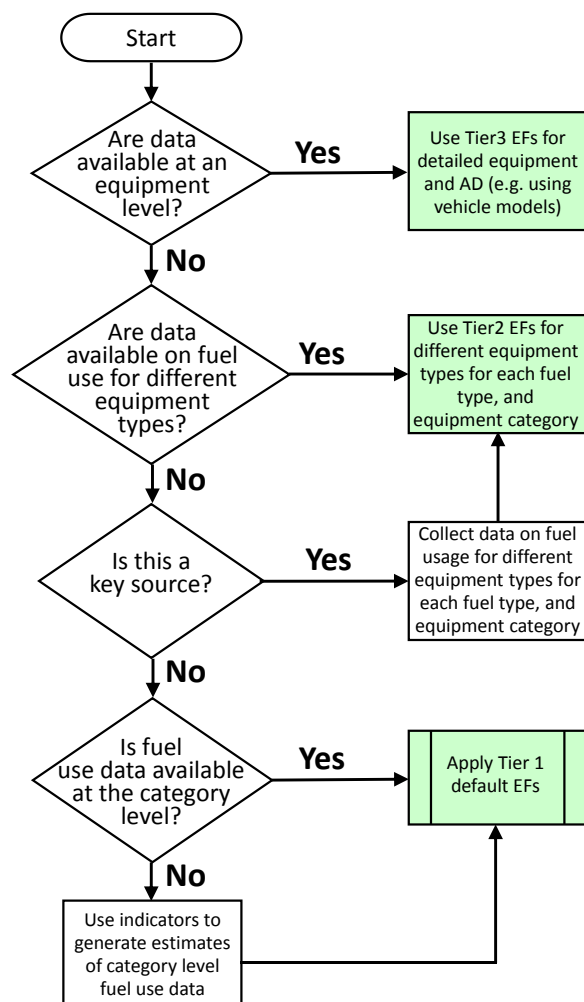 Start
Are data
available at an
equipment
level?
Yes
Use Tier3 EFs for
detailed equipment
and AD (e.g. using
vehicle models)
No
Are data
available on fuel
use for different
equipment
types?
Yes
Use Tier2 EFs for
different equipment
types for each fuel
type, and
equipment category
No
Is this a
key source?
Yes
Collect data on fuel
usage for different
equipment types for
each fuel type, and
equipment category
No
Is fuel
use data available
at the category
level?
Yes
Apply Tier 1
default EFs
No
Use indicators to
generate estimates
of category level
fuel use data